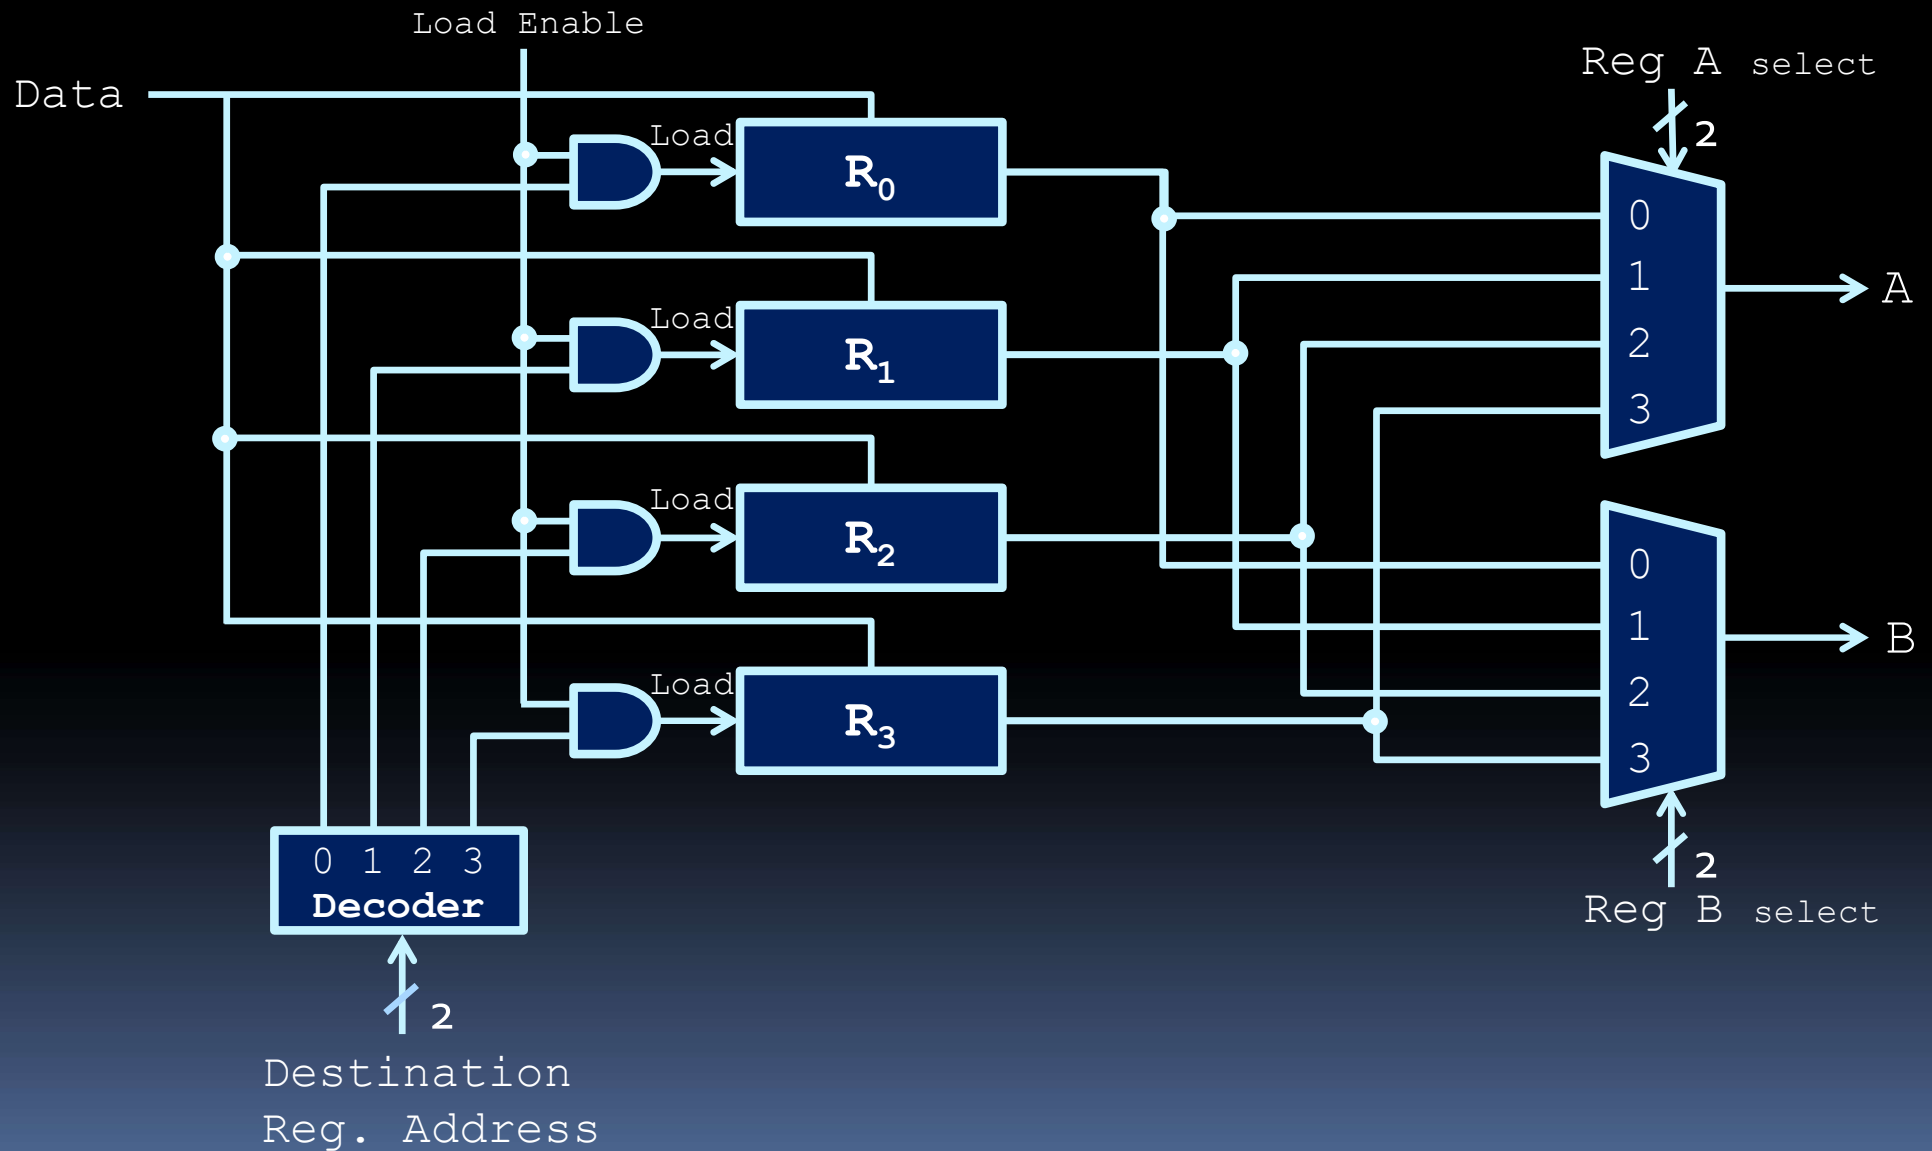 Load Enable
Data
Reg A select
2
Load
R0
0
1
2
3
A
Load
R1
Load
R2
0
1
2
3
B
Load
R3
2
Reg B select
0 1 2 3
Decoder
2
Destination
Reg. Address